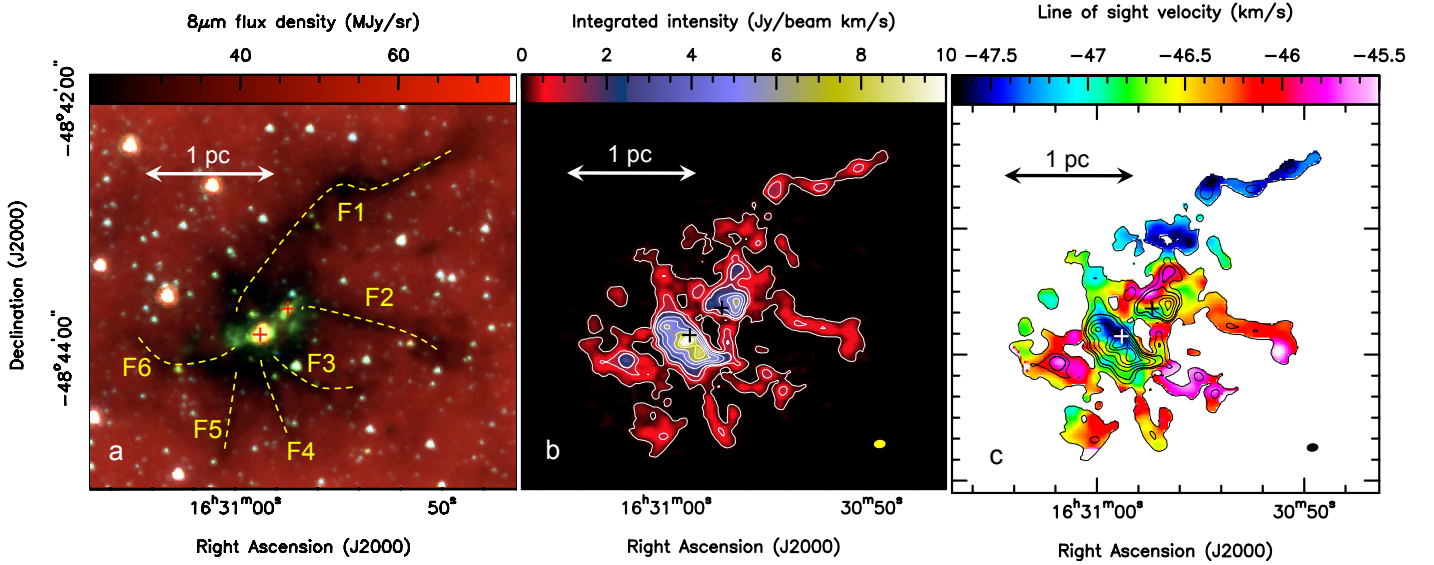 8μm flux density (MJy/sr)
40 60
1 pc
F1
F2
F3
F4
F5
F6
a
−48°42′00″
−48°44′00″
Declination (J2000)
16ʰ31ᵐ00ˢ 50ˢ
Right Ascension (J2000)
Integrated intensity (Jy/beam km/s)
0 2 4 6 8 10
1 pc
b
16ʰ31ᵐ00ˢ 30ᵐ50ˢ
Right Ascension (J2000)
Line of sight velocity (km/s)
−47.5 −47 −46.5 −46 −45.5
1 pc
c
16ʰ31ᵐ00ˢ 30ᵐ50ˢ
Right Ascension (J2000)